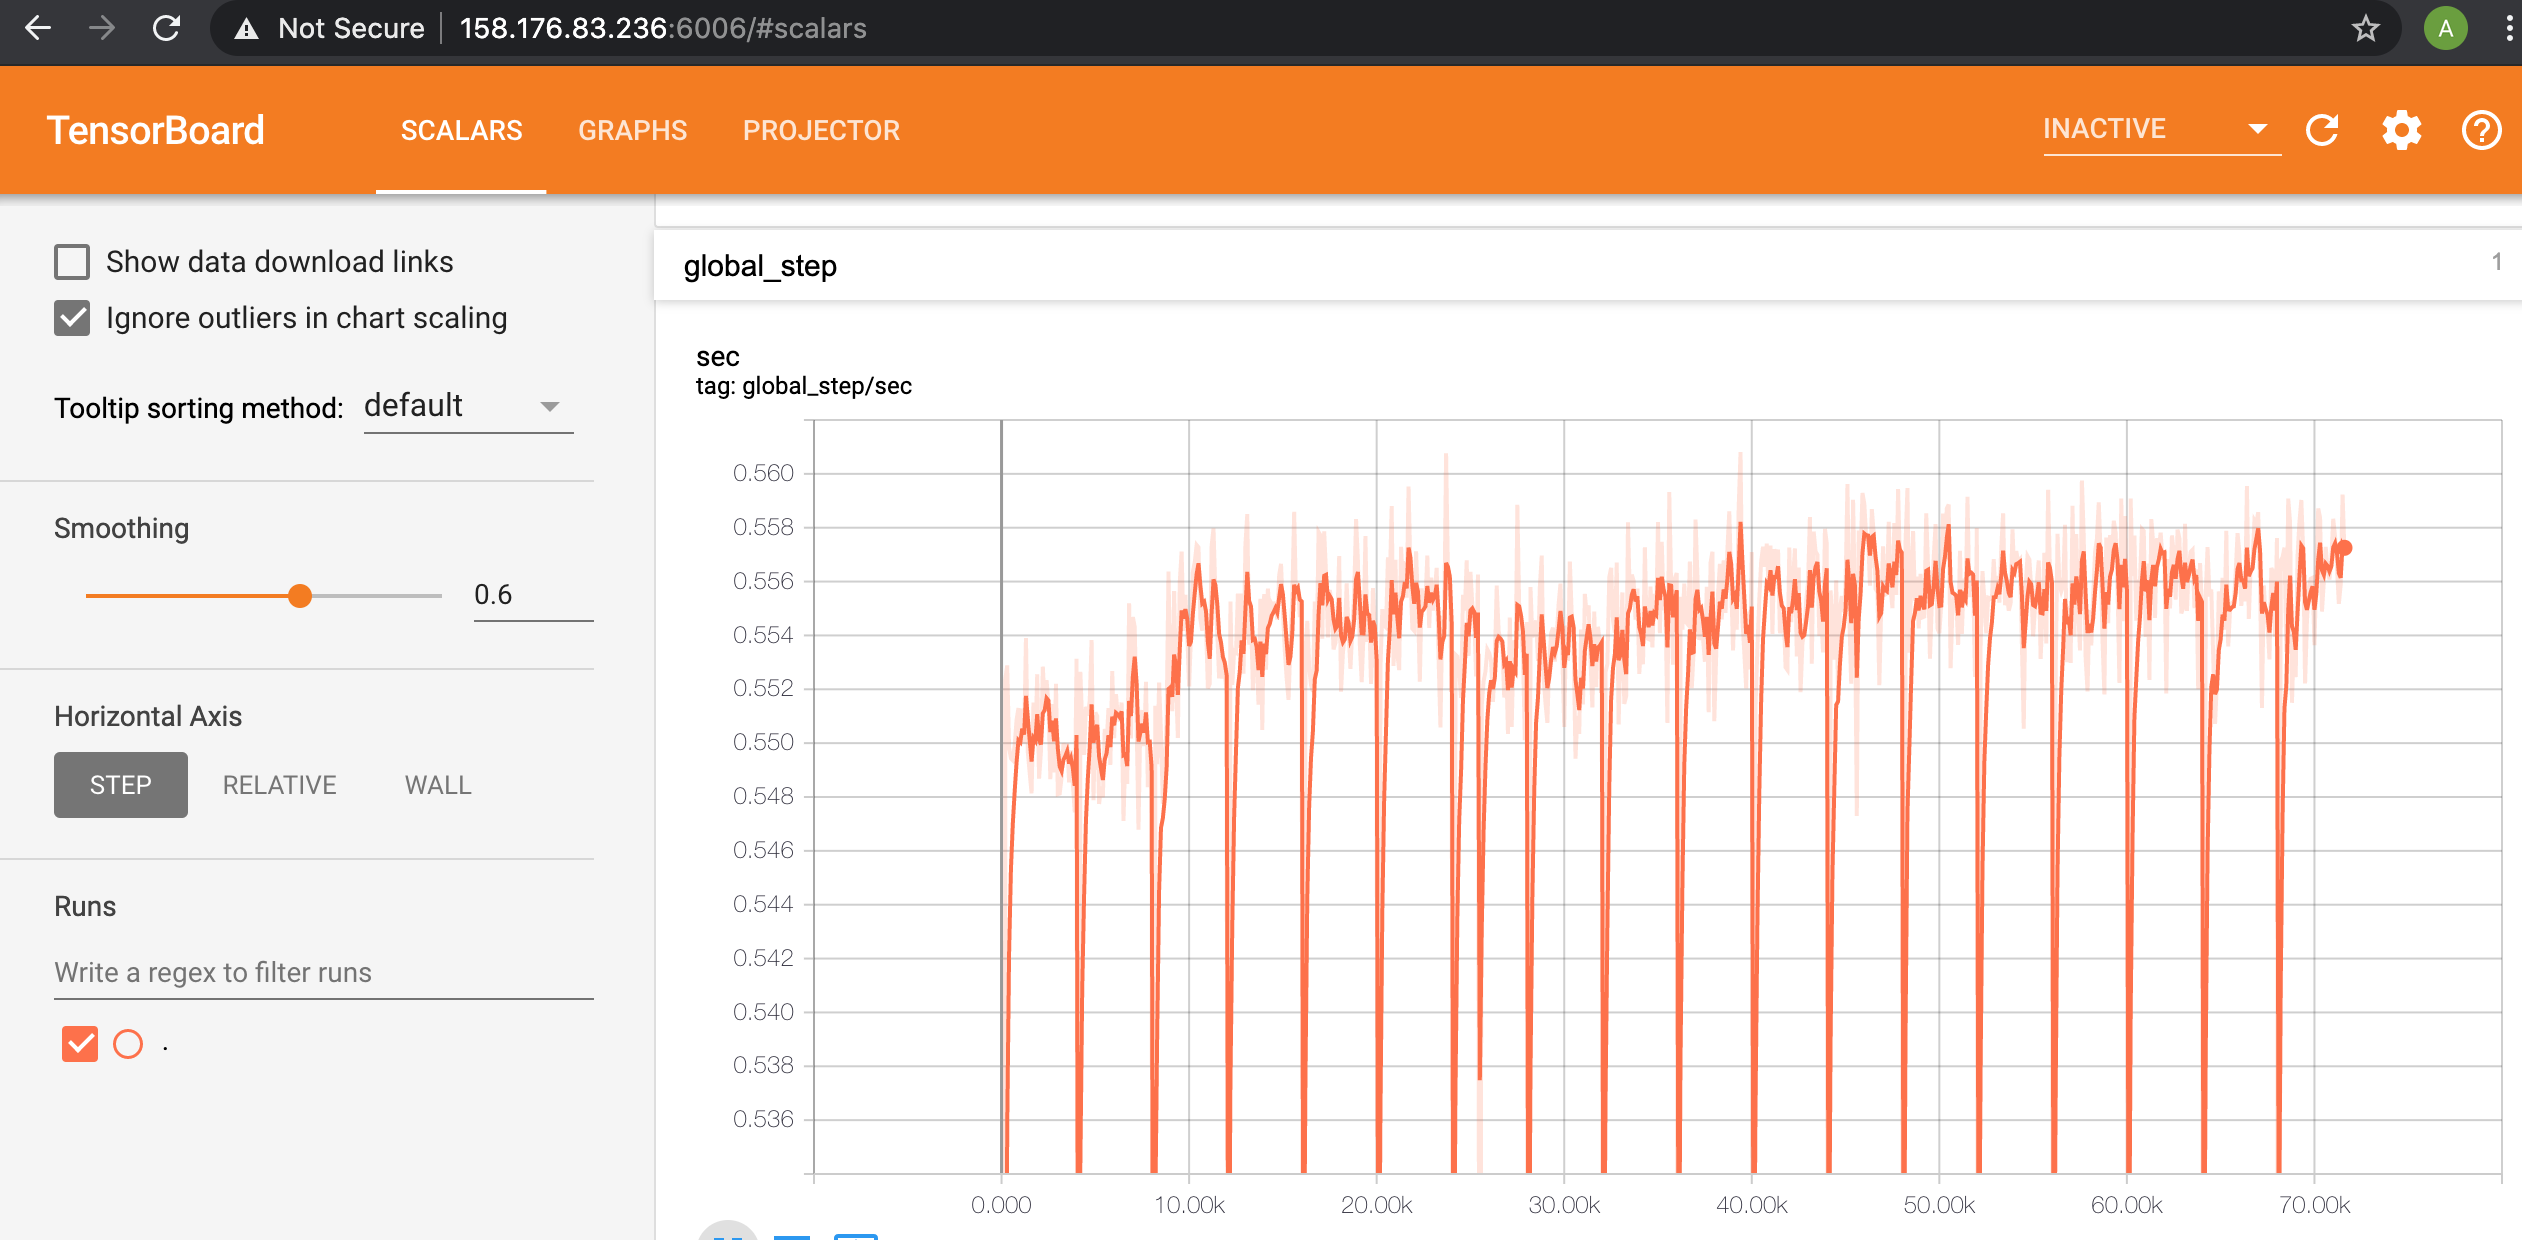 Not Secure | 158.176.83.236:6006/#scalars
A
TensorBoard
SCALARS GRAPHS PROJECTOR
INACTIVE
Show data download links
Ignore outliers in chart scaling
Tooltip sorting method: default
Smoothing
0.6
Horizontal Axis
STEP RELATIVE WALL
Runs
Write a regex to filter runs
.
global_step 1
sec
tag: global_step/sec
0.560
0.558
0.556
0.554
0.552
0.550
0.548
0.546
0.544
0.542
0.540
0.538
0.536
0.000 10.00k 20.00k 30.00k 40.00k 50.00k 60.00k 70.00k